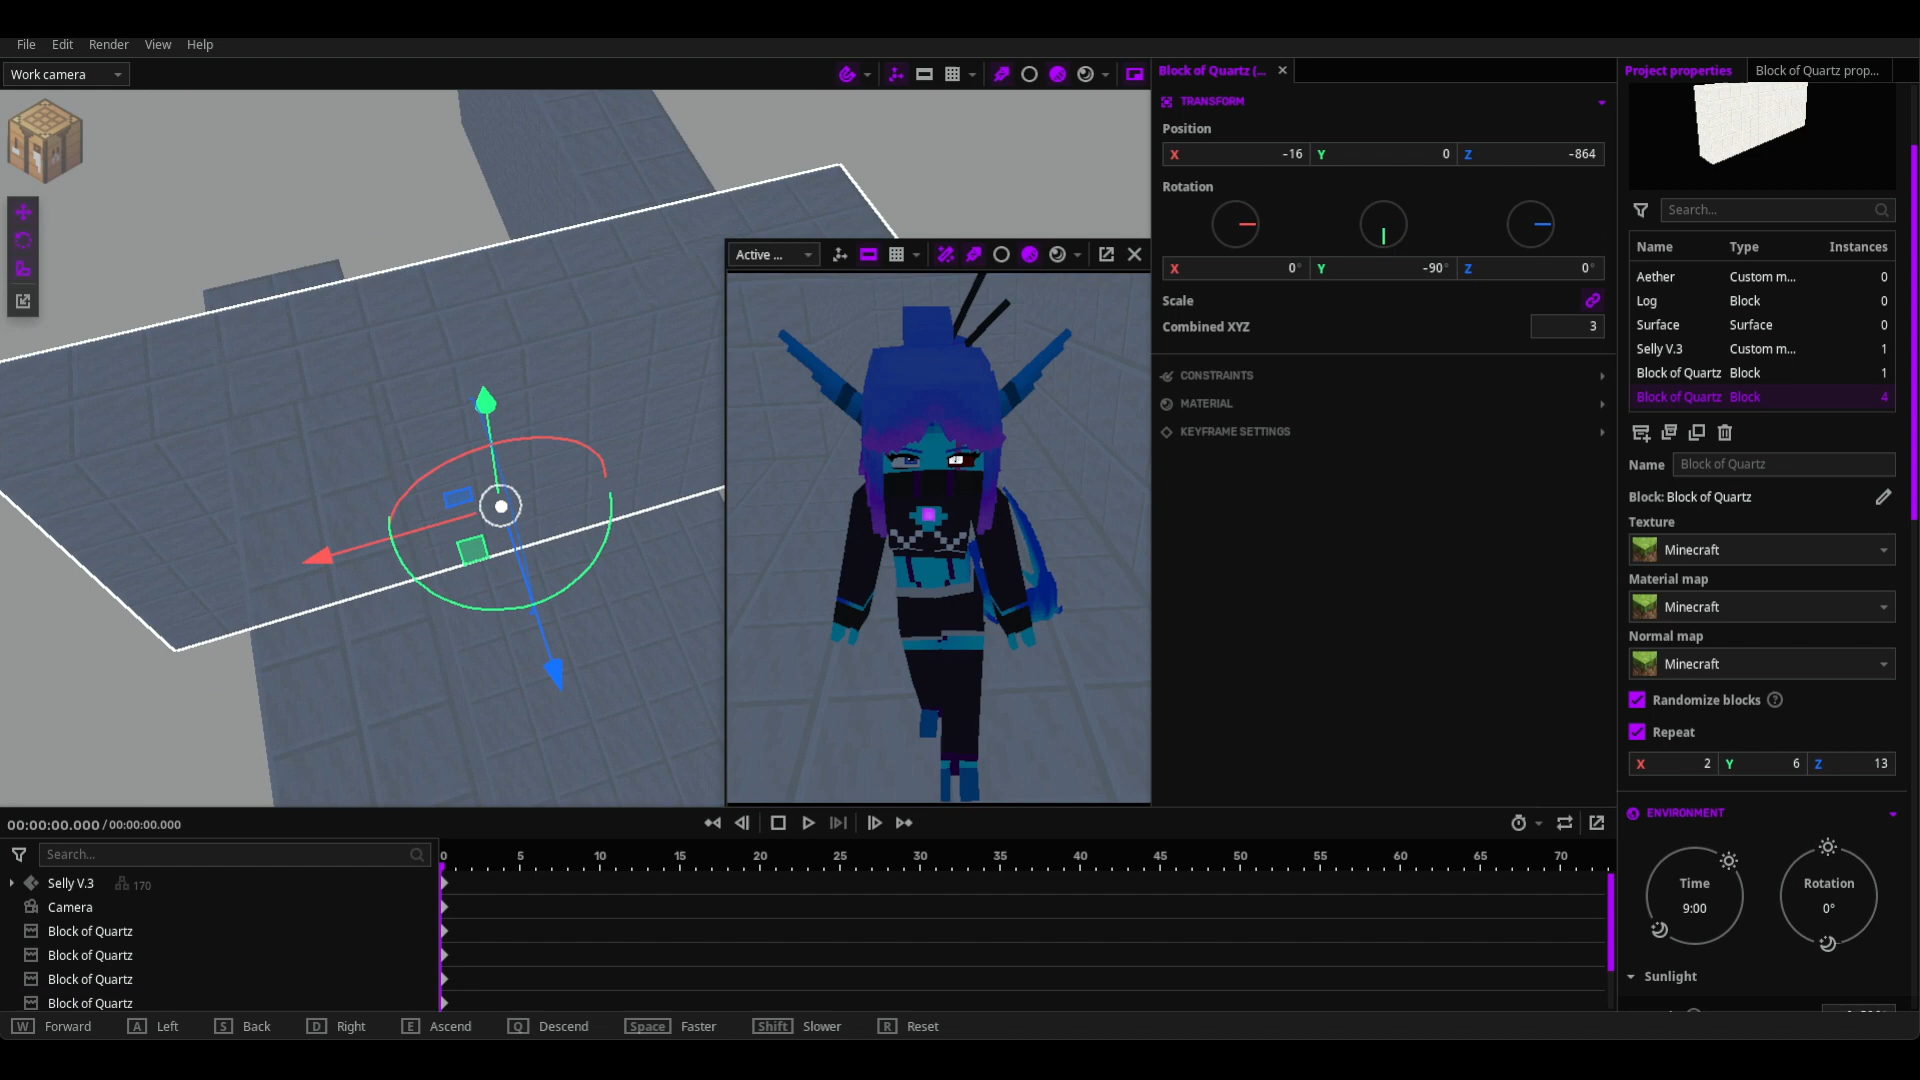 File Edit Render View Help
Work camera
Block of Quartz (...
Project properties
Block of Quartz prop...
TRANSFORM
Position
X -16 Y 0 Z -864
Rotation
X 0° Y -90° Z 0°
Scale
Combined XYZ 3
CONSTRAINTS
MATERIAL
KEYFRAME SETTINGS
Active ...
Search...
Name Type Instances
Aether Custom m... 0
Log Block 0
Surface Surface 0
Selly V.3 Custom m... 1
Block of Quartz Block 1
Block of Quartz Block 4
Name Block of Quartz
Block: Block of Quartz
Texture
Minecraft
Material map
Minecraft
Normal map
Minecraft
Randomize blocks ?
Repeat
X 2 Y 6 Z 13
ENVIRONMENT
Time
9:00
Rotation
0°
Sunlight
00:00:00.000 / 00:00:00.000
Search...
0 5 10 15 20 25 30 35 40 45 50 55 60 65 70
Selly V.3 170
Camera
Block of Quartz
Block of Quartz
Block of Quartz
Block of Quartz
W Forward A Left S Back D Right E Ascend Q Descend Space Faster Shift Slower R Reset